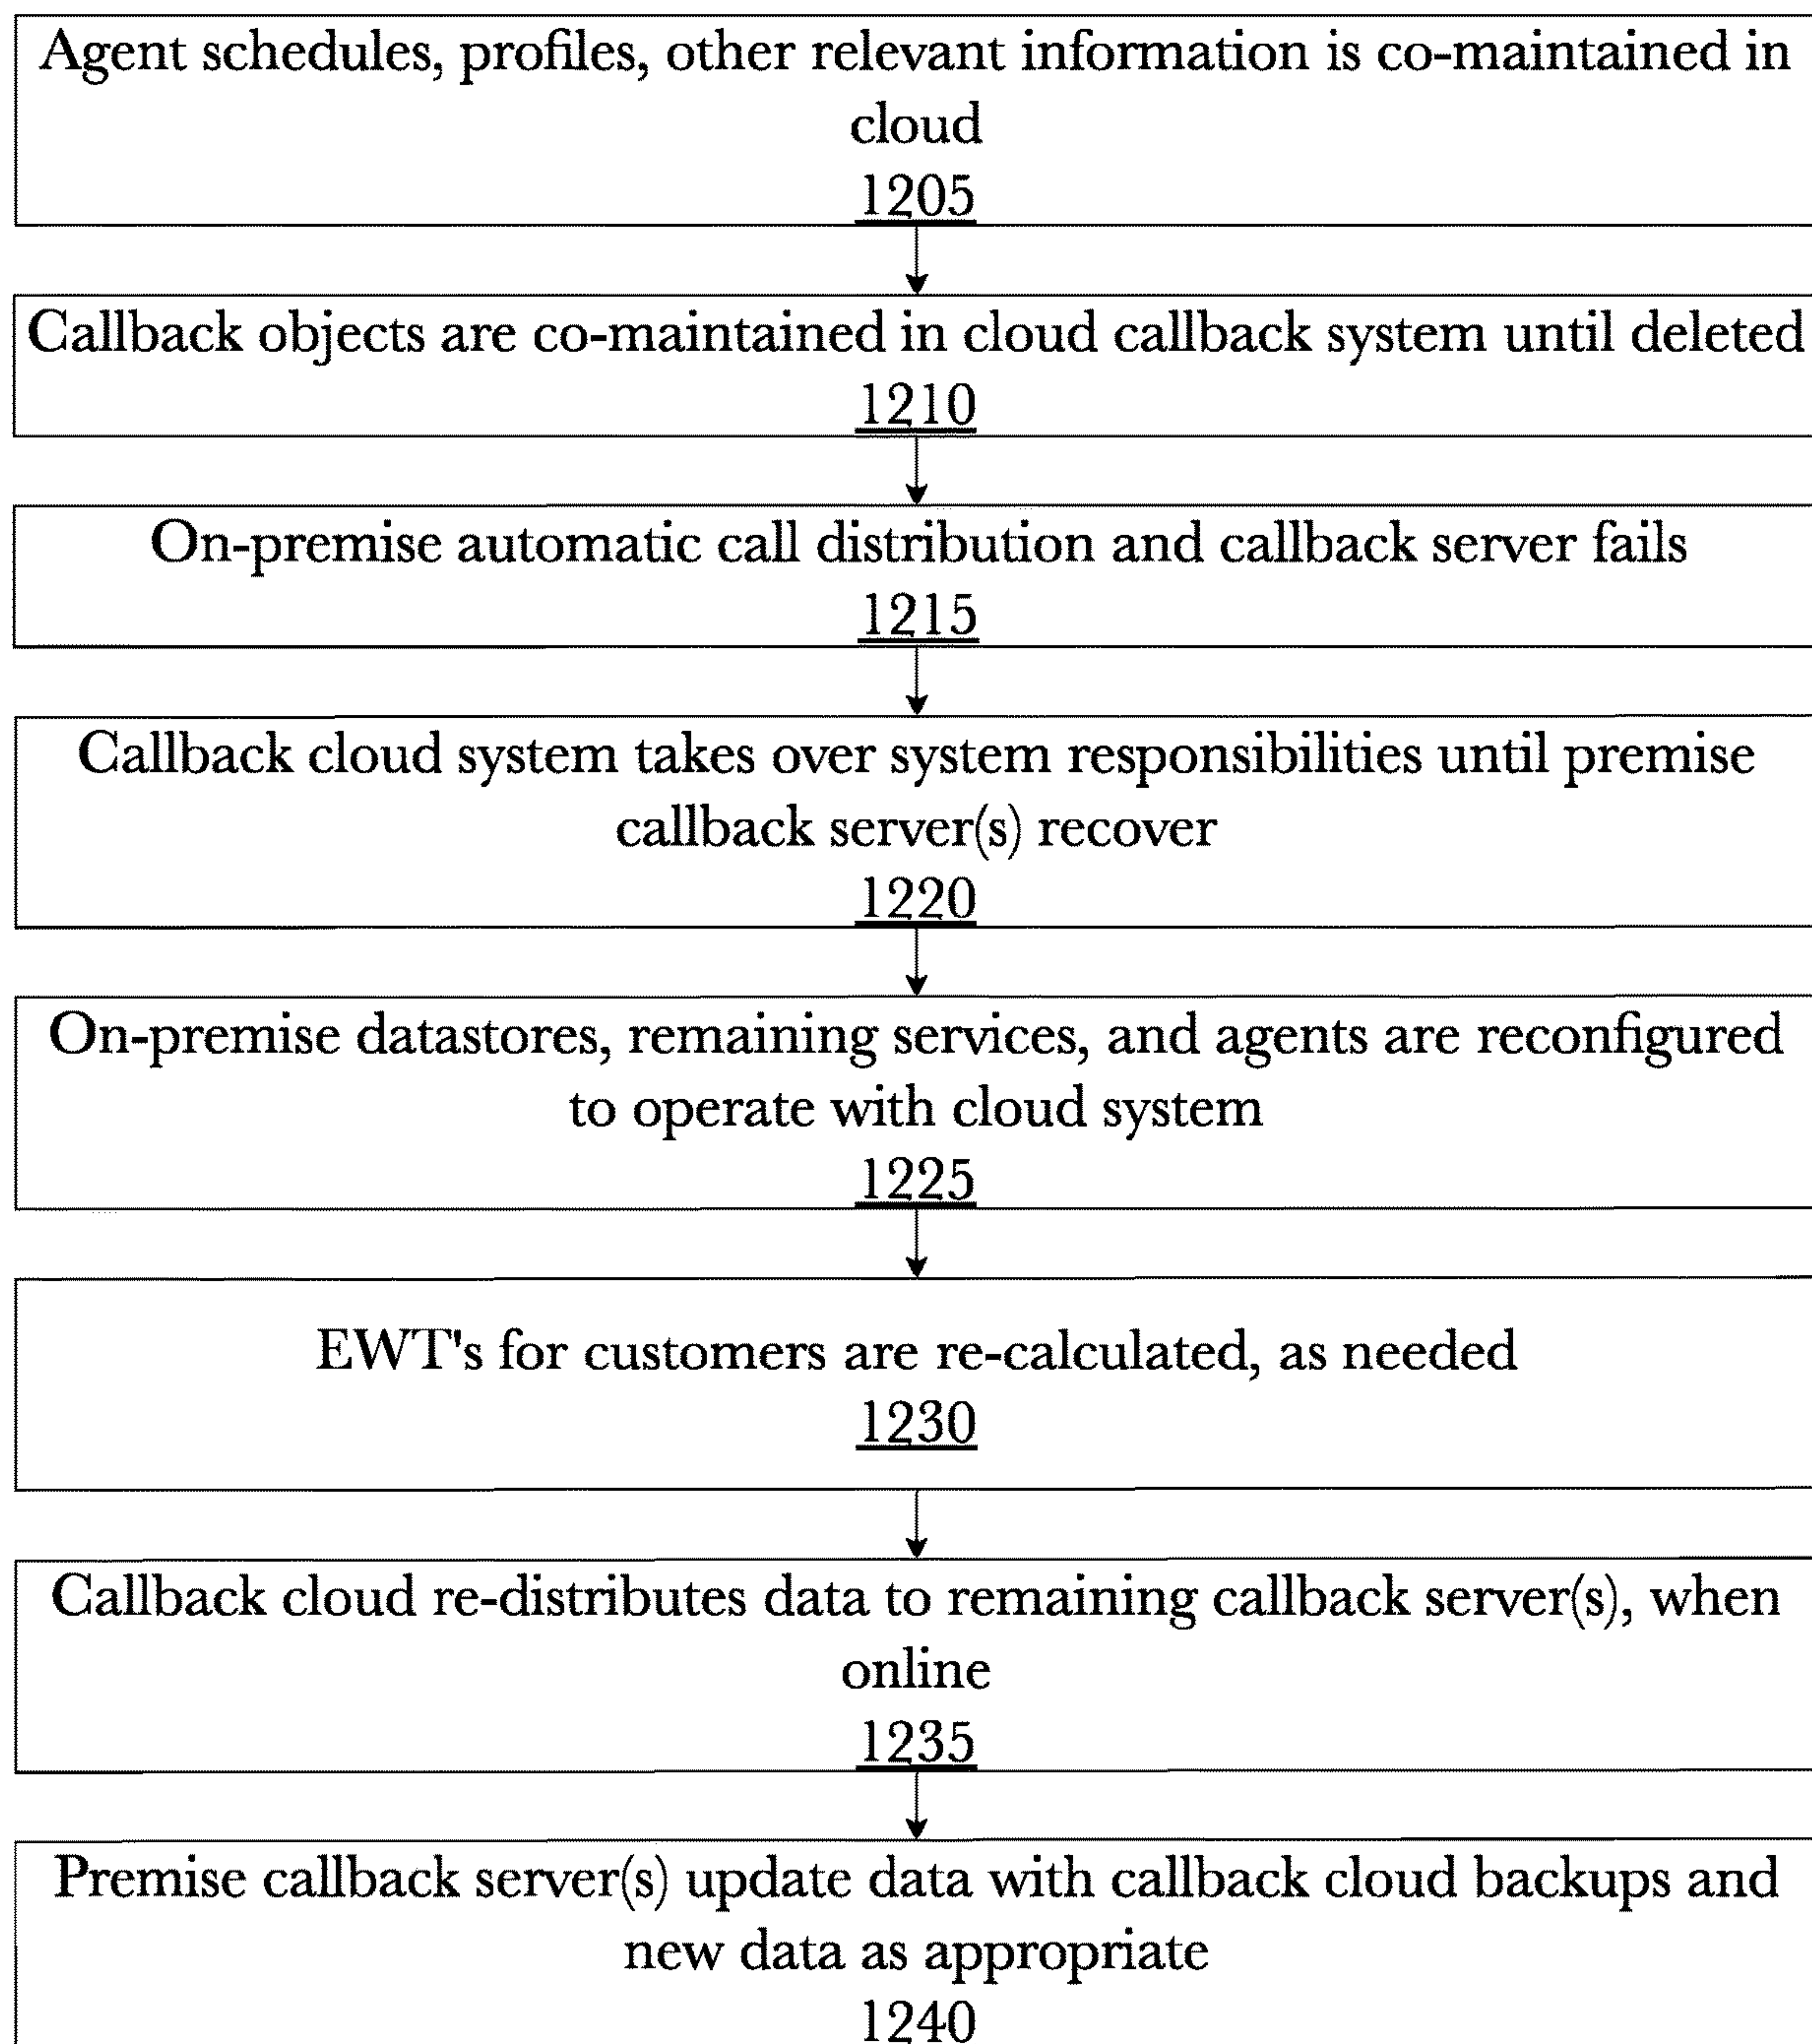 Agent schedules, profiles, other relevant information is co-maintained in
cloud
1205
Callback objects are co-maintained in cloud callback system until deleted
1210
On-premise automatic call distribution and callback server fails
1215
Callback cloud system takes over system responsibilities until premise
callback server(s) recover
1220
On-premise datastores, remaining services, and agents are reconfigured
to operate with cloud system
1225
EWT's for customers are re-calculated, as needed
1230
Callback cloud re-distributes data to remaining callback server(s), when
online
1235
Premise callback server(s) update data with callback cloud backups and
new data as appropriate
1240